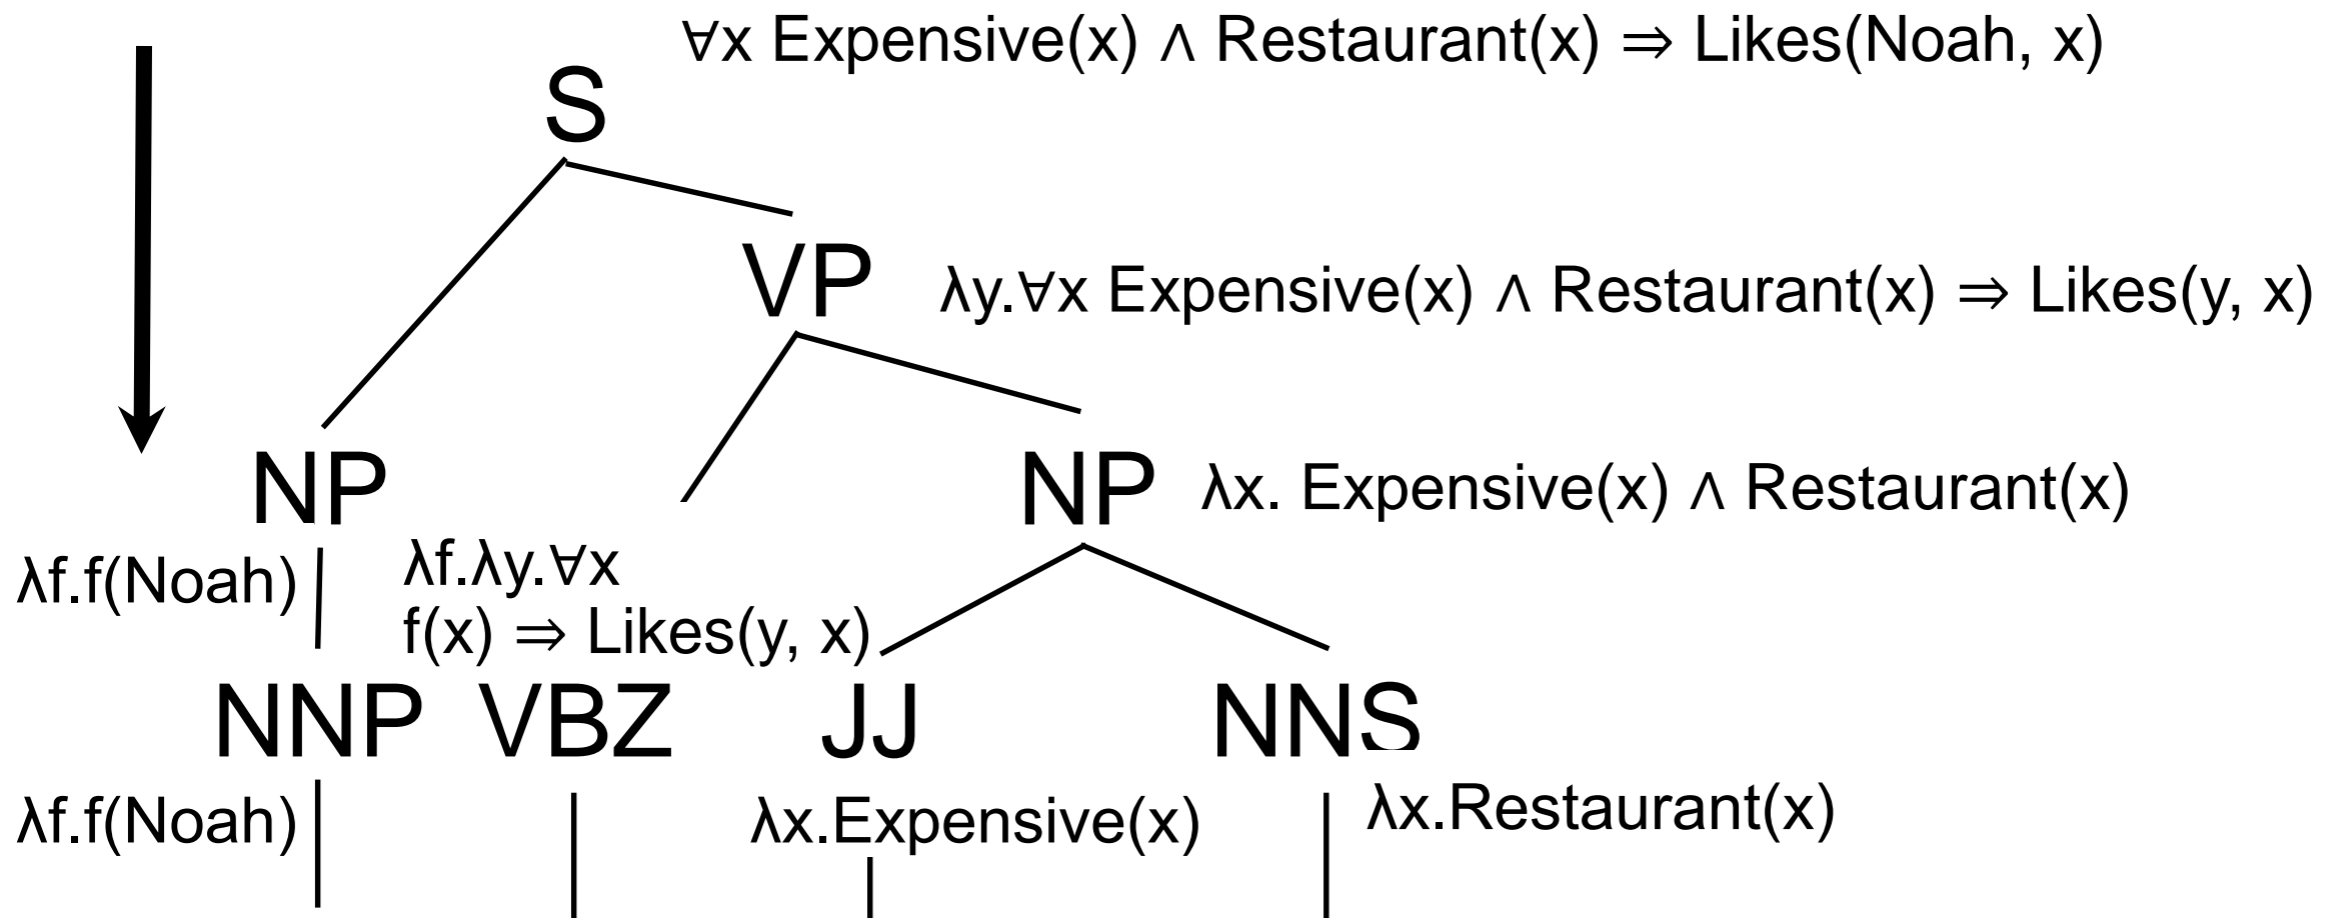 ∀x Expensive(x) ∧ Restaurant(x) ⇒ Likes(Noah, x)
S
VP
λy.∀x Expensive(x) ∧ Restaurant(x) ⇒ Likes(y, x)
NP
NP
λx. Expensive(x) ∧ Restaurant(x)
λf.f(Noah)
λf.λy.∀x
f(x) ⇒ Likes(y, x)
NNP
VBZ
JJ
NNS
λf.f(Noah)
λx.Expensive(x)
λx.Restaurant(x)